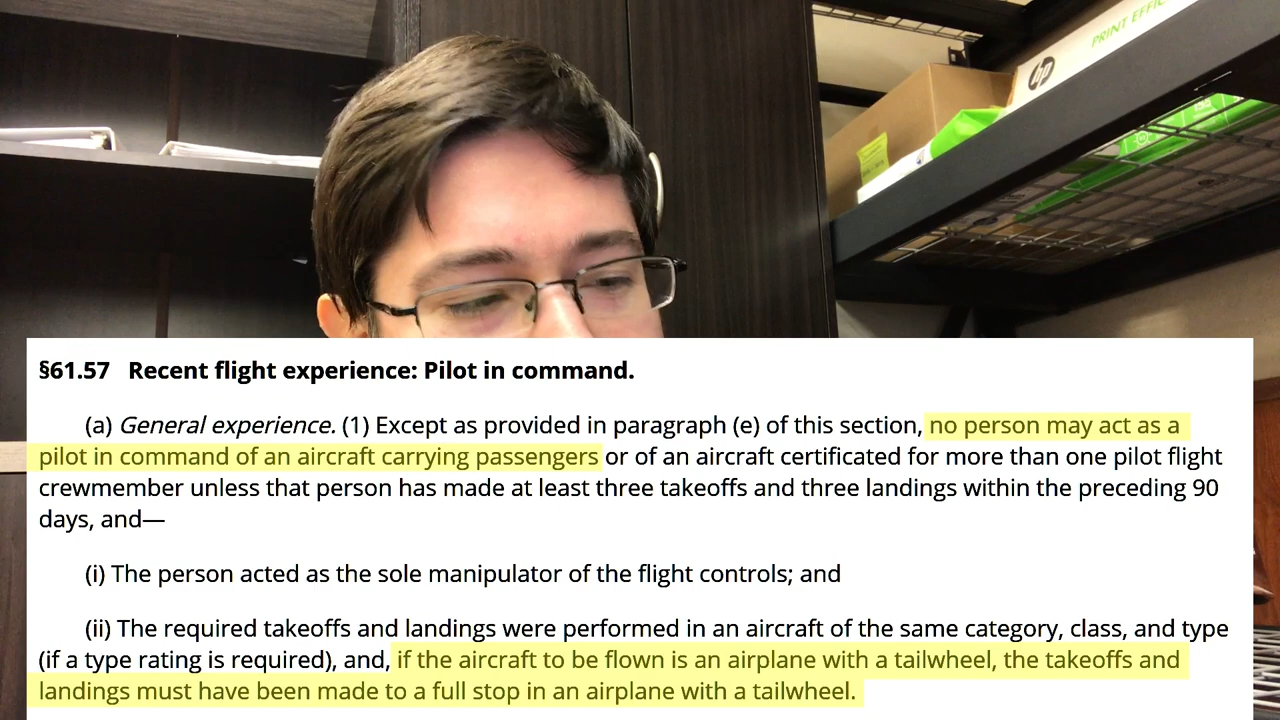 PRINT EFFIC
hp
§61.57 Recent flight experience: Pilot in command.
(a) General experience. (1) Except as provided in paragraph (e) of this section, no person may act as a
pilot in command of an aircraft carrying passengers or of an aircraft certificated for more than one pilot flight
crewmember unless that person has made at least three takeoffs and three landings within the preceding 90
days, and—
(i) The person acted as the sole manipulator of the flight controls; and
(ii) The required takeoffs and landings were performed in an aircraft of the same category, class, and type
(if a type rating is required), and, if the aircraft to be flown is an airplane with a tailwheel, the takeoffs and
landings must have been made to a full stop in an airplane with a tailwheel.